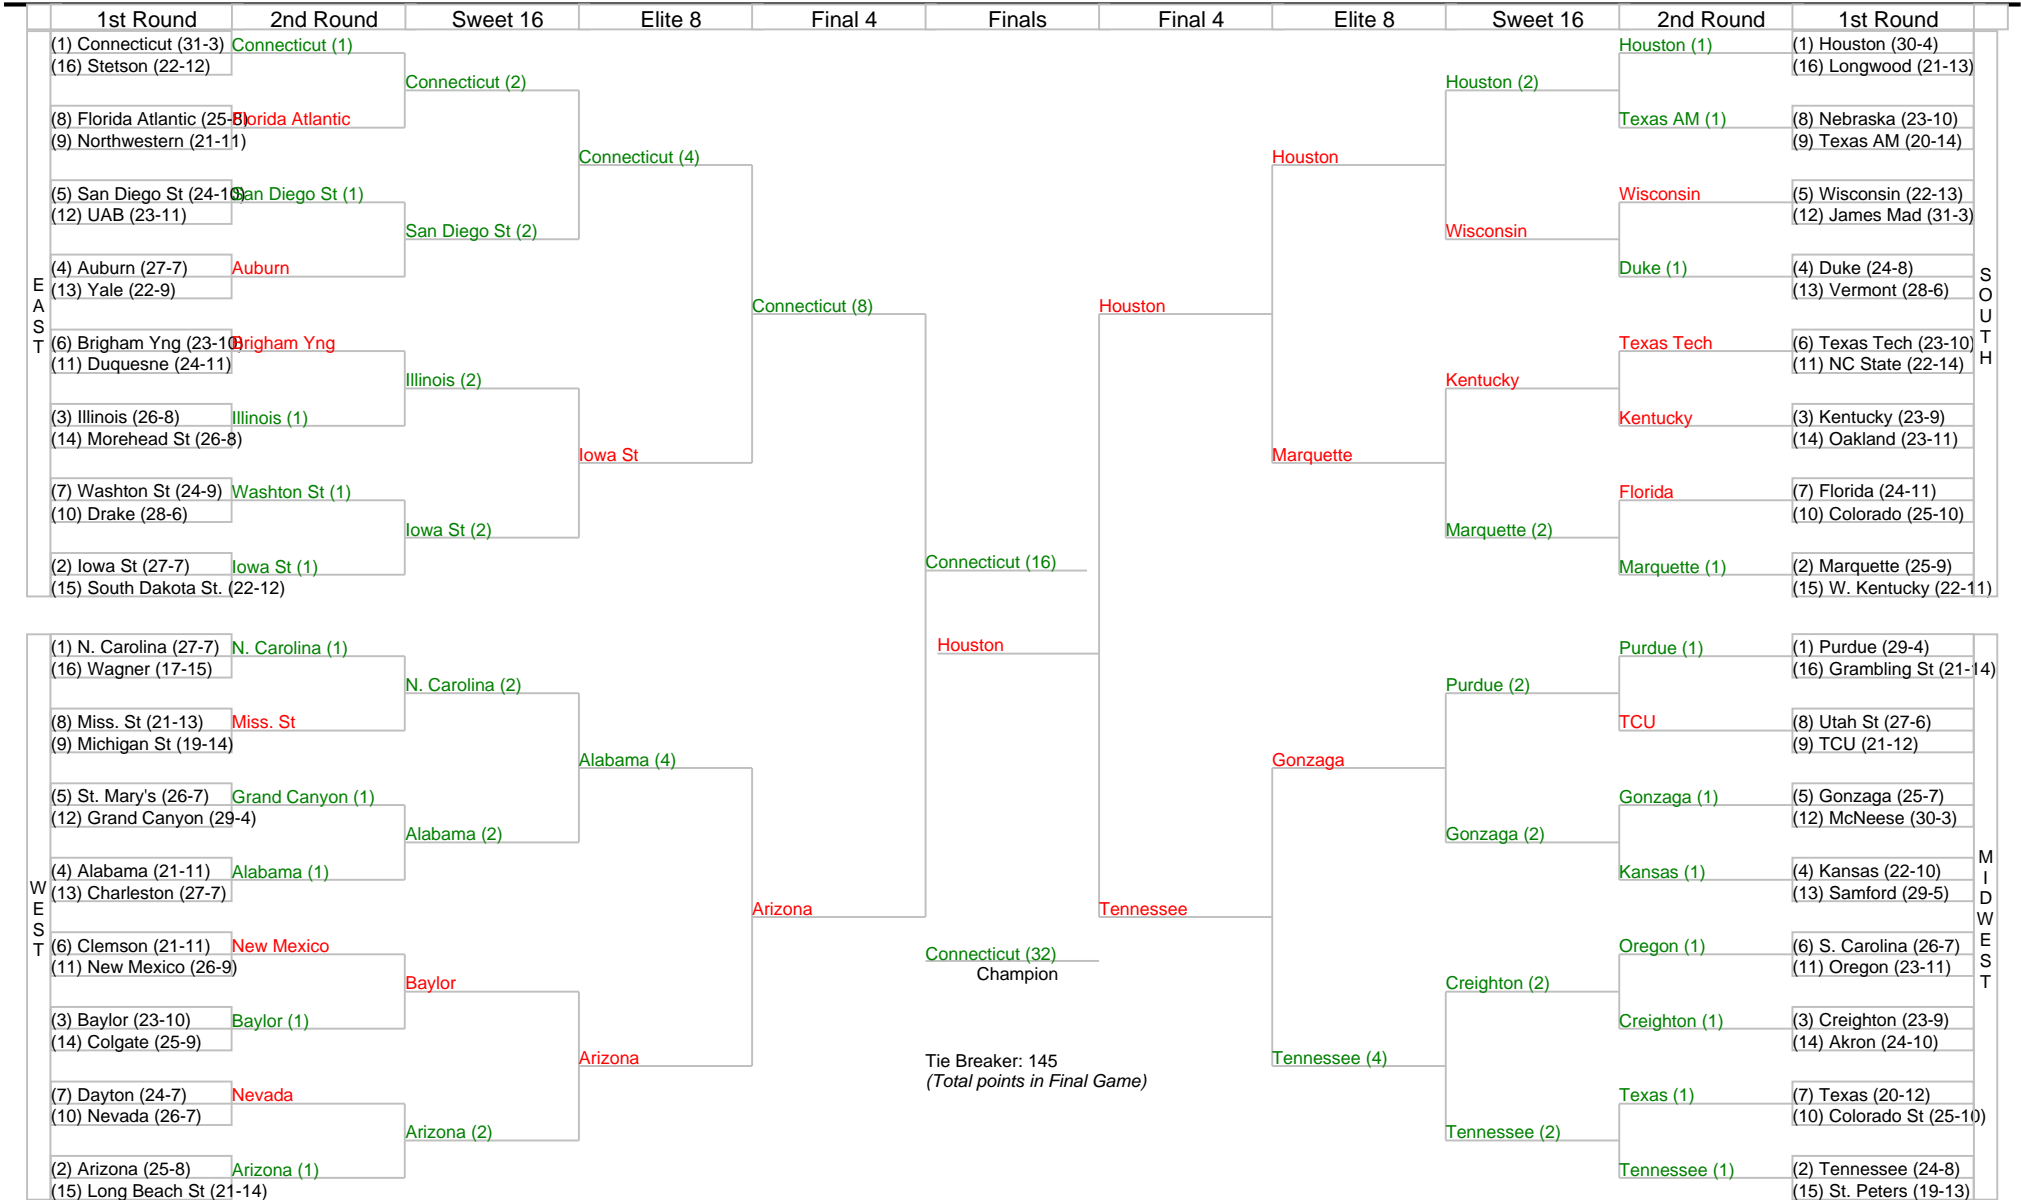 1st Round 2nd Round Sweet 16 Elite 8 Final 4 Finals Final 4 Elite 8 Sweet 16 2nd Round 1st Round
EAST
(1) Connecticut (31-3)
(16) Stetson (22-12)
(8) Florida Atlantic (25-8)
(9) Northwestern (21-11)
(5) San Diego St (24-10)
(12) UAB (23-11)
(4) Auburn (27-7)
(13) Yale (22-9)
(6) Brigham Yng (23-10)
(11) Duquesne (24-11)
(3) Illinois (26-8)
(14) Morehead St (26-8)
(7) Washton St (24-9)
(10) Drake (28-6)
(2) Iowa St (27-7)
(15) South Dakota St. (22-12)
Connecticut (1)
Florida Atlantic
San Diego St (1)
Auburn
Brigham Yng
Illinois (1)
Washton St (1)
Iowa St (1)
Connecticut (2)
San Diego St (2)
Illinois (2)
Iowa St (2)
Connecticut (4)
Iowa St
Connecticut (8)
WEST
(1) N. Carolina (27-7)
(16) Wagner (17-15)
(8) Miss. St (21-13)
(9) Michigan St (19-14)
(5) St. Mary's (26-7)
(12) Grand Canyon (29-4)
(4) Alabama (21-11)
(13) Charleston (27-7)
(6) Clemson (21-11)
(11) New Mexico (26-9)
(3) Baylor (23-10)
(14) Colgate (25-9)
(7) Dayton (24-7)
(10) Nevada (26-7)
(2) Arizona (25-8)
(15) Long Beach St (21-14)
N. Carolina (1)
Miss. St
Grand Canyon (1)
Alabama (1)
New Mexico
Baylor (1)
Nevada
Arizona (1)
N. Carolina (2)
Alabama (2)
Baylor
Arizona (2)
Alabama (4)
Arizona
Arizona
Connecticut (16)
Houston
Connecticut (32)
Champion
Tie Breaker: 145
(Total points in Final Game)
Houston
Tennessee
Houston
Marquette
Houston (2)
Wisconsin
Kentucky
Marquette (2)
Houston (1)
Texas AM (1)
Wisconsin
Duke (1)
Texas Tech
Kentucky
Florida
Marquette (1)
(1) Houston (30-4)
(16) Longwood (21-13)
(8) Nebraska (23-10)
(9) Texas AM (20-14)
(5) Wisconsin (22-13)
(12) James Mad (31-3)
(4) Duke (24-8)
(13) Vermont (28-6)
(6) Texas Tech (23-10)
(11) NC State (22-14)
(3) Kentucky (23-9)
(14) Oakland (23-11)
(7) Florida (24-11)
(10) Colorado (25-10)
(2) Marquette (25-9)
(15) W. Kentucky (22-11)
SOUTH
Gonzaga
Tennessee (4)
Purdue (2)
Gonzaga (2)
Creighton (2)
Tennessee (2)
Purdue (1)
TCU
Gonzaga (1)
Kansas (1)
Oregon (1)
Creighton (1)
Texas (1)
Tennessee (1)
(1) Purdue (29-4)
(16) Grambling St (21-14)
(8) Utah St (27-6)
(9) TCU (21-12)
(5) Gonzaga (25-7)
(12) McNeese (30-3)
(4) Kansas (22-10)
(13) Samford (29-5)
(6) S. Carolina (26-7)
(11) Oregon (23-11)
(3) Creighton (23-9)
(14) Akron (24-10)
(7) Texas (20-12)
(10) Colorado St (25-10)
(2) Tennessee (24-8)
(15) St. Peters (19-13)
MIDWEST